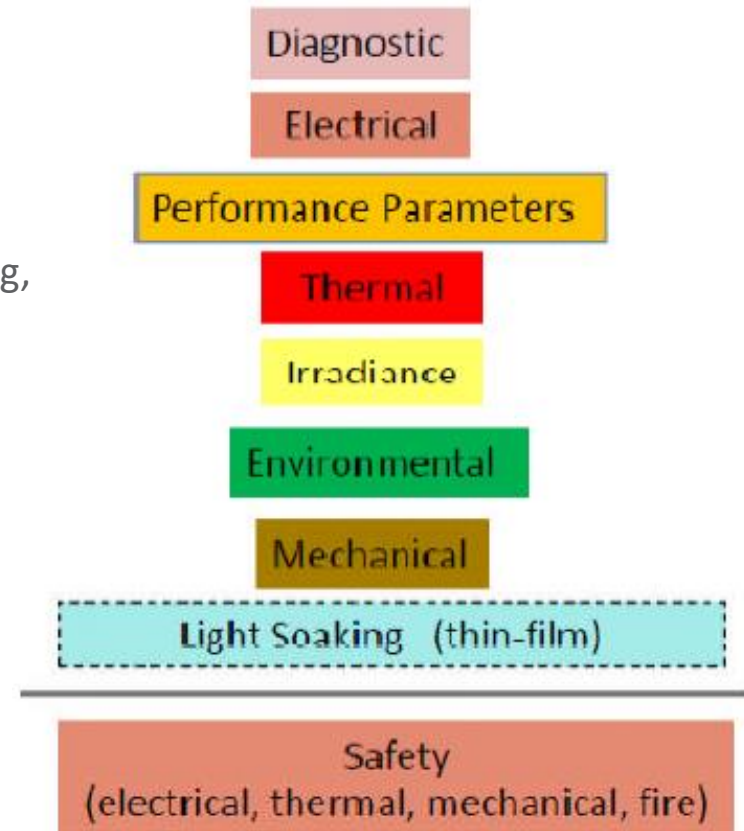 Diagnostic
Electrical
Performance Parameters
g,
Thermal
Irradiance
Environmental
Mechanical
Light Soaking (thin-film)
Safety
(electrical, thermal, mechanical, fire)